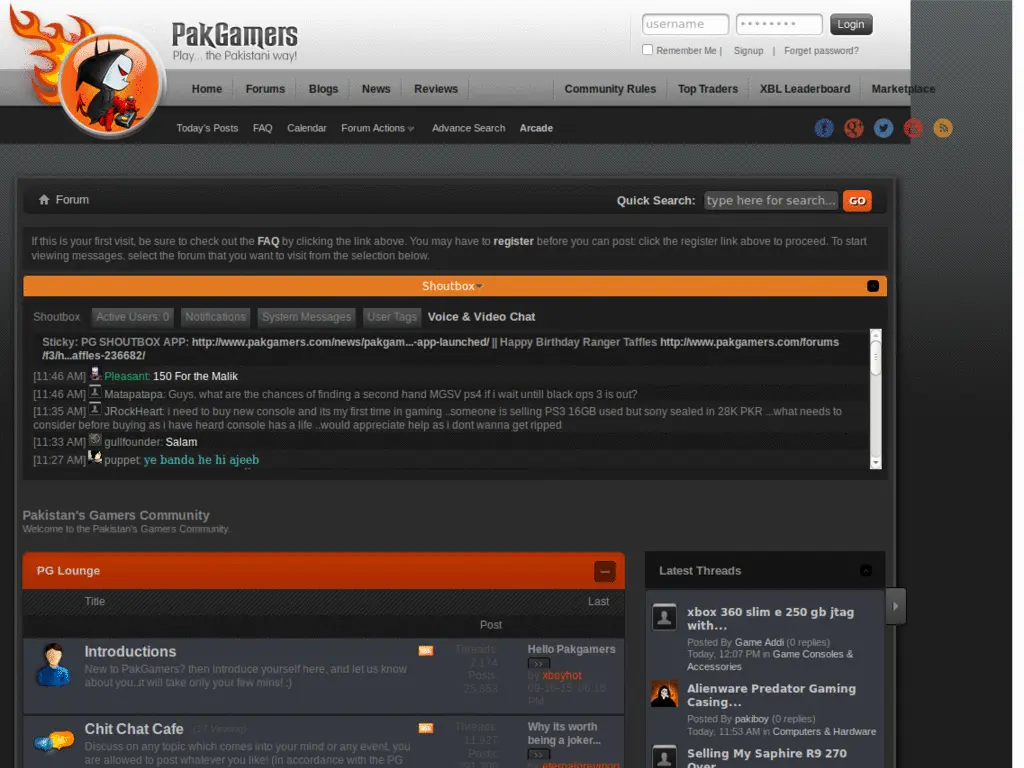 PakGamers
Play... the Pakistani way!
username
Login
Remember Me | Signup | Forget password?
Home Forums Blogs News Reviews Community Rules Top Traders XBL Leaderboard Marketplace
Today's Posts FAQ Calendar Forum Actions Advance Search Arcade
Forum
Quick Search: type here for search... GO
If this is your first visit, be sure to check out the FAQ by clicking the link above. You may have to register before you can post: click the register link above to proceed. To start
viewing messages, select the forum that you want to visit from the selection below.
Shoutbox
Shoutbox Active Users: 0 Notifications System Messages User Tags Voice & Video Chat
Sticky: PG SHOUTBOX APP: http://www.pakgamers.com/news/pakgam...-app-launched/ || Happy Birthday Ranger Taffles http://www.pakgamers.com/forums
/f3/h...affles-236682/
[11:46 AM] Pleasant: 150 For the Malik
[11:46 AM] Matapatapa: Guys, what are the chances of finding a second hand MGSV ps4 if i wait untill black ops 3 is out?
[11:35 AM] JRockHeart: i need to buy new console and its my first time in gaming ..someone is selling PS3 16GB used but sony sealed in 28K PKR ...what needs to
consider before buying as i have heard console has a life ..would appreciate help as i dont wanna get ripped
[11:33 AM] gullfounder: Salam
[11:27 AM] puppet: ye banda he hi ajeeb
Pakistan's Gamers Community
Welcome to the Pakistan's Gamers Community.
PG Lounge
Title Last
Post
Introductions
New to PakGamers? then introduce yourself here, and let us know
about you..it will take only your few mins! ;)
Threads:
2,174
Posts:
25,653
Hello Pakgamers
by xboyhot
09-16-15 06:18
PM
Chit Chat Cafe (37 Viewing)
Discuss on any topic which comes into your mind or any event, you
are allowed to post whatever you like! (in accordance with the PG
Threads:
11,927
Posts:
Why its worth
being a joker...
by eternaloreymon
Latest Threads
xbox 360 slim e 250 gb jtag
with...
Posted By Game Addi (0 replies)
Today, 12:07 PM in Game Consoles &
Accessories
Alienware Predator Gaming
Casing...
Posted By pakiboy (0 replies)
Today, 11:53 AM in Computers & Hardware
Selling My Saphire R9 270
Over